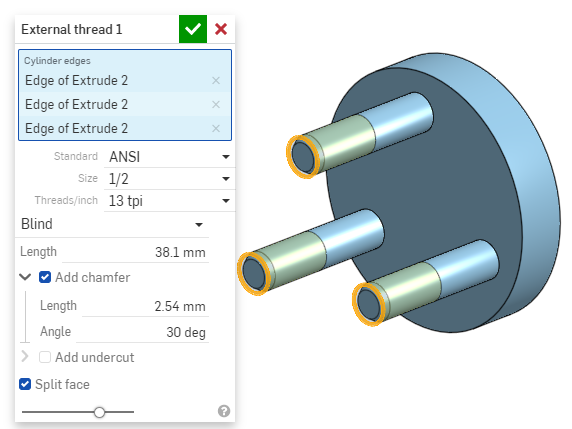 External thread 1
Cylinder edges
Edge of Extrude 2
Edge of Extrude 2
Edge of Extrude 2
Standard ANSI
Size 1/2
Threads/inch 13 tpi
Blind
Length 38.1 mm
Add chamfer
Length 2.54 mm
Angle 30 deg
Add undercut
Split face
?